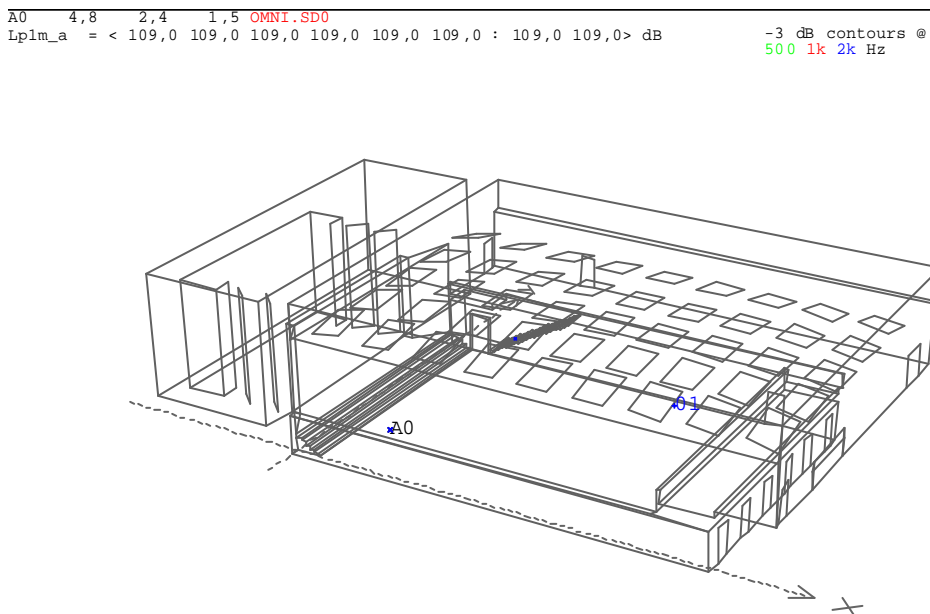 A0 4,8 2,4 1,5 OMNI.SD0
Lp1m_a = < 109,0 109,0 109,0 109,0 109,0 109,0 : 109,0 109,0> dB
-3 dB contours @
500 1k 2k Hz
01
A0
X